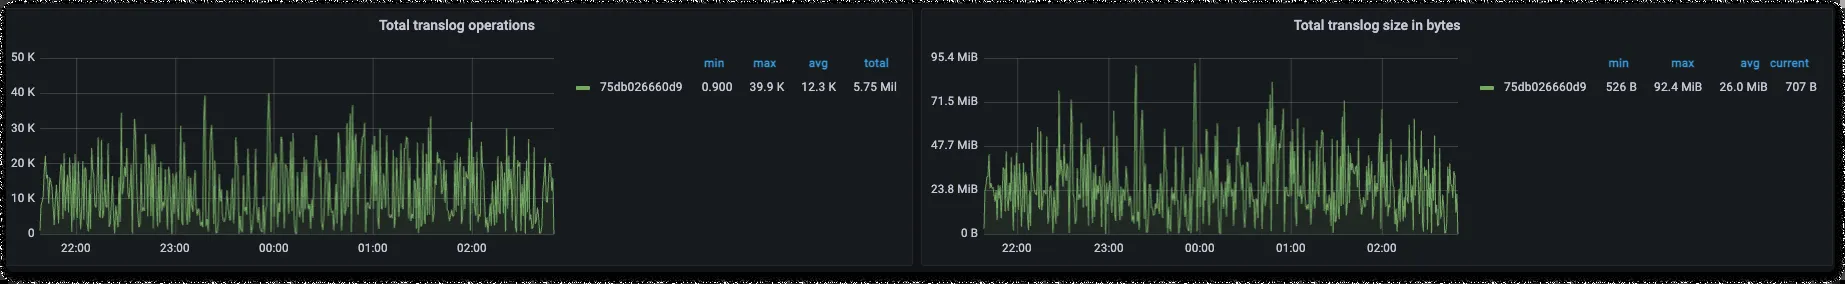 Total translog operations
50 K
40 K
30 K
20 K
10 K
0
22:00 23:00 00:00 01:00 02:00
min max avg total
75db026660d9 0.900 39.9 K 12.3 K 5.75 Mil
Total translog size in bytes
95.4 MiB
71.5 MiB
47.7 MiB
23.8 MiB
0 B
22:00 23:00 00:00 01:00 02:00
min max avg current
75db026660d9 526 B 92.4 MiB 26.0 MiB 707 B